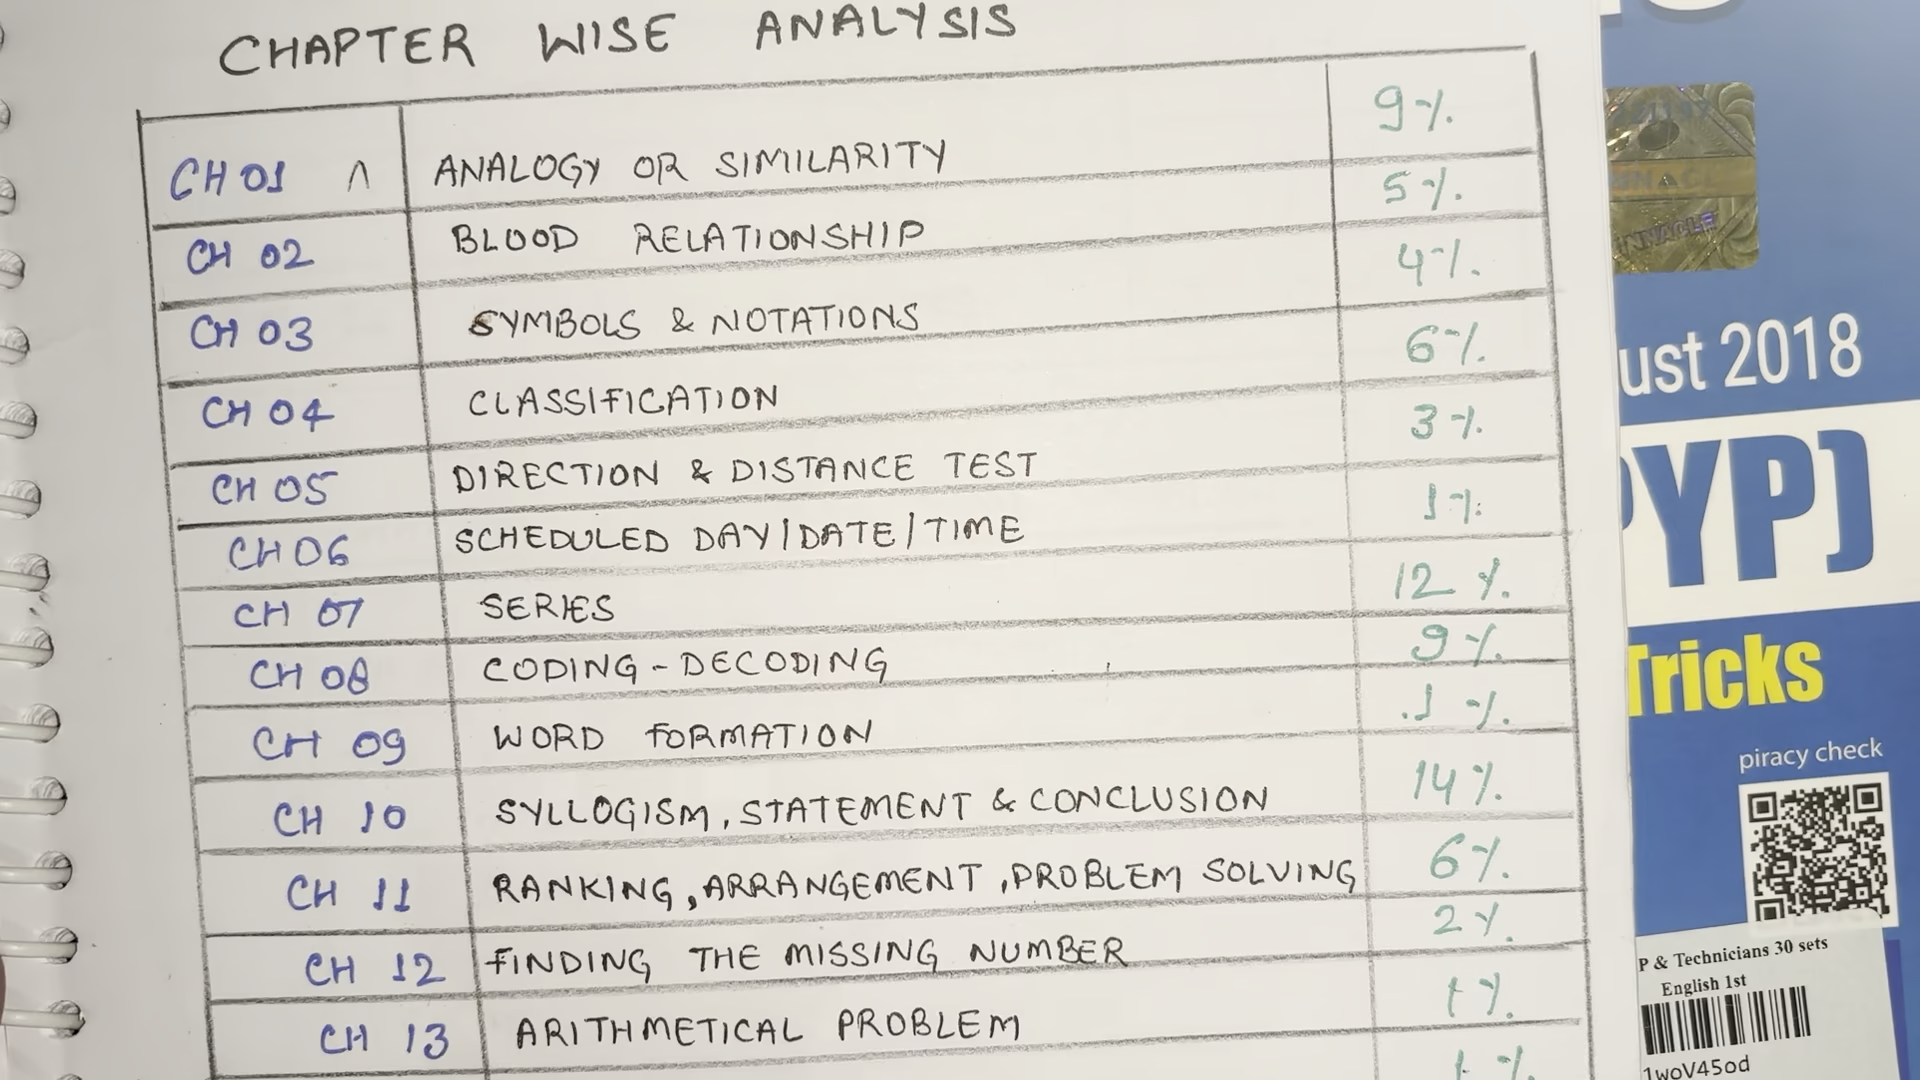 CHAPTER WISE ANALYSIS
CH 01 ∧ ANALOGY OR SIMILARITY 9%
CH 02 BLOOD RELATIONSHIP 5%
CH 03 SYMBOLS & NOTATIONS 4%
CH 04 CLASSIFICATION 6%
CH 05 DIRECTION & DISTANCE TEST 3%
CH 06 SCHEDULED DAY/DATE/TIME 1%
CH 07 SERIES 12%
CH 08 CODING-DECODING 9%
CH 09 WORD FORMATION .1%
CH 10 SYLLOGISM, STATEMENT & CONCLUSION 14%
CH 11 RANKING, ARRANGEMENT, PROBLEM SOLVING 6%
CH 12 FINDING THE MISSING NUMBER 2%
CH 13 ARITHMETICAL PROBLEM 1%
NNACLE
ust 2018
YP)
Tricks
piracy check
P & Technicians 30 sets
English 1st
1woV45od